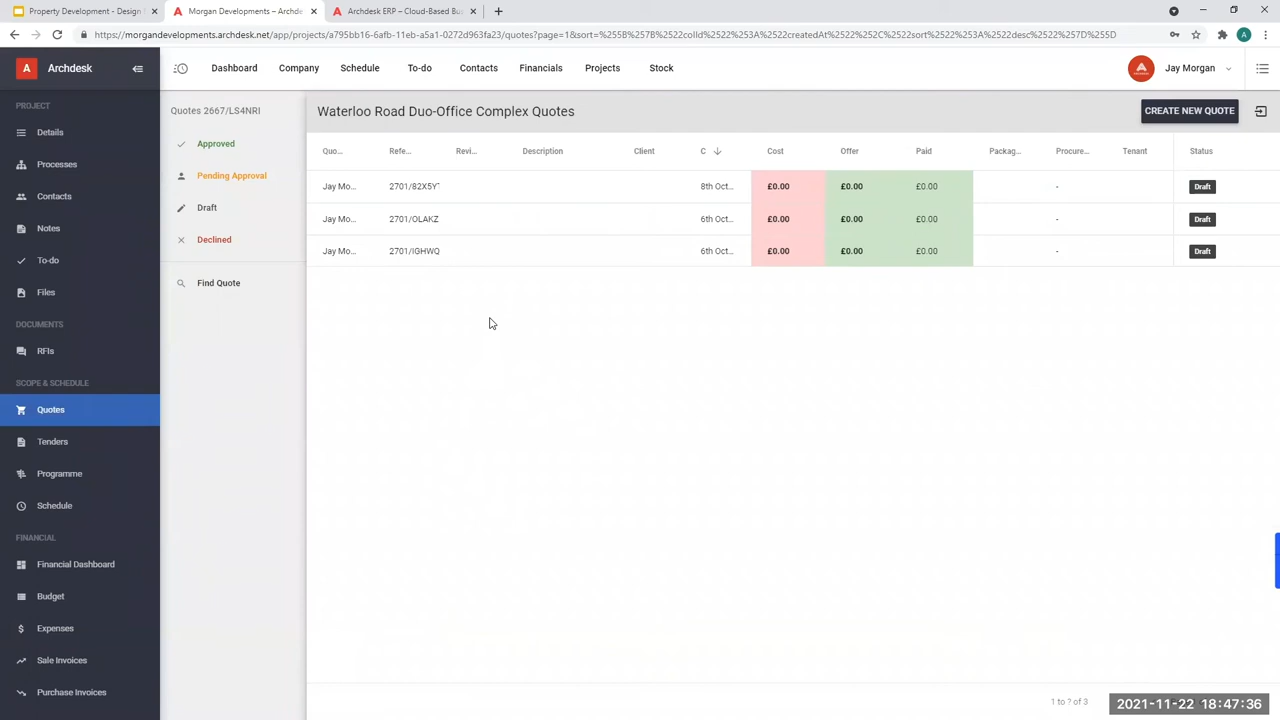 Property Development - Design
Morgan Developments – Archde
Archdesk ERP – Cloud-Based Bu
https://morgandevelopments.archdesk.net/app/projects/a795bb16-6afb-11eb-a5a1-0272d963fa23/quotes?page=1&sort=%255B%257B%2522colId%2522%253A%2522createdAt%2522%252C%2522sort%2522%253A%2522desc%2522%257D%255D
A
A Archdesk
Dashboard Company Schedule To-do Contacts Financials Projects Stock
Jay Morgan
PROJECT
Details
Processes
Contacts
Notes
To-do
Files
DOCUMENTS
RFIs
SCOPE & SCHEDULE
Quotes
Tenders
Programme
Schedule
FINANCIAL
Financial Dashboard
Budget
Expenses
Sale Invoices
Purchase Invoices
Quotes 2667/LS4NRI
Approved
Pending Approval
Draft
Declined
Find Quote
Waterloo Road Duo-Office Complex Quotes
CREATE NEW QUOTE
Quo... Refe... Revi... Description Client C Cost Offer Paid Packag... Procure... Tenant Status
Jay Mo... 2701/82X5Y 8th Oct... £0.00 £0.00 £0.00 - Draft
Jay Mo... 2701/OLAKZ 6th Oct... £0.00 £0.00 £0.00 - Draft
Jay Mo... 2701/IGHWQ 6th Oct... £0.00 £0.00 £0.00 - Draft
1 to ? of 3
2021-11-22 18:47:36